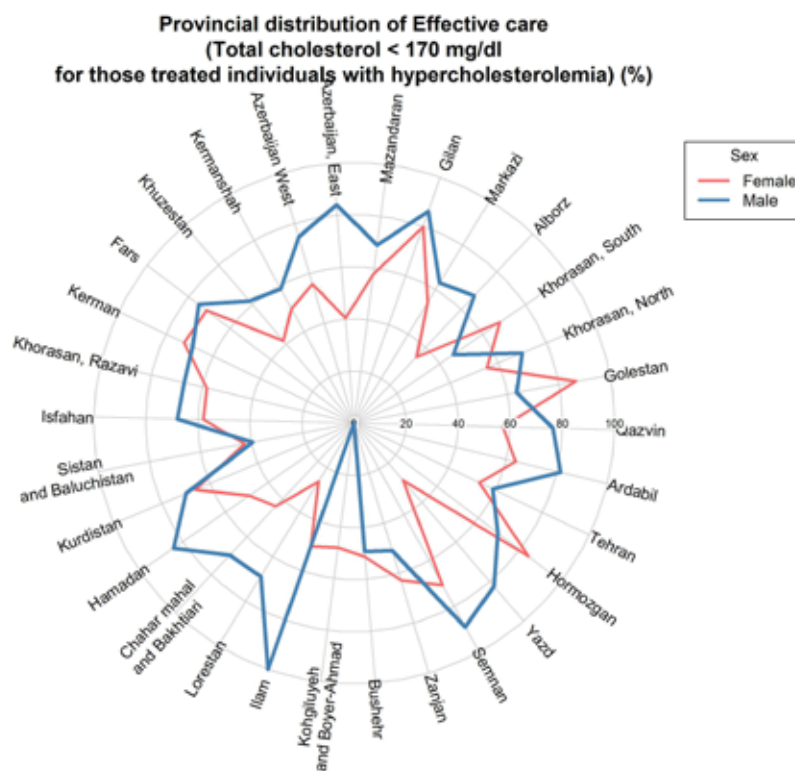 Provincial distribution of Effective care
(Total cholesterol < 170 mg/dl
for those treated individuals with hypercholesterolemia) (%)
Sex
Female
Male
Azerbaijan, East
Mazandaran
Gilan
Markazi
Alborz
Khorasan, South
Khorasan, North
Golestan
Qazvin
Ardabil
Tehran
Hormozgan
Yazd
Semnan
Zanjan
Bushehr
Kohgiluyeh
and Boyer-Ahmad
Ilam
Lorestan
Chahar mahal
and Bakhtiari
Hamadan
Kurdistan
Sistan
and Baluchistan
Isfahan
Khorasan, Razavi
Kerman
Fars
Khuzestan
Kermanshah
Azerbaijan West
0 20 40 60 80 100